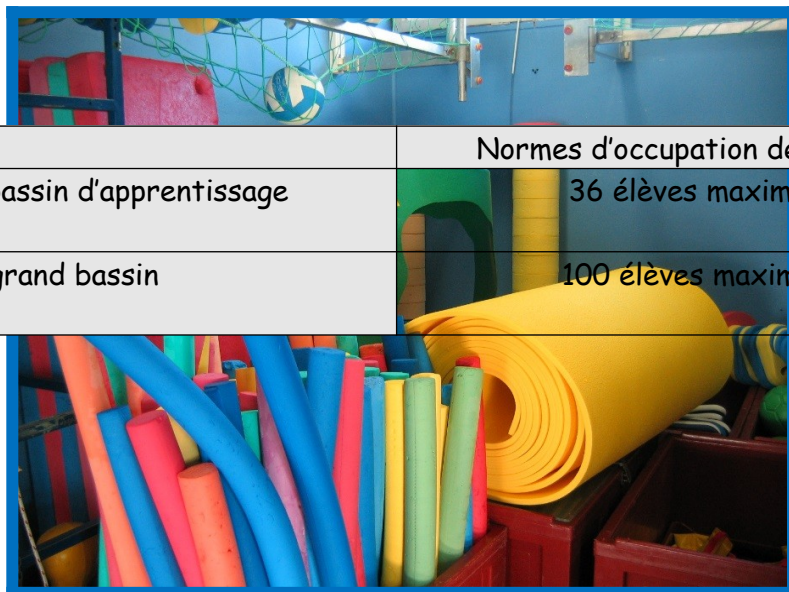 Normes d'occupation de
bassin d'apprentissage 36 élèves maxim
grand bassin 100 élèves maxim